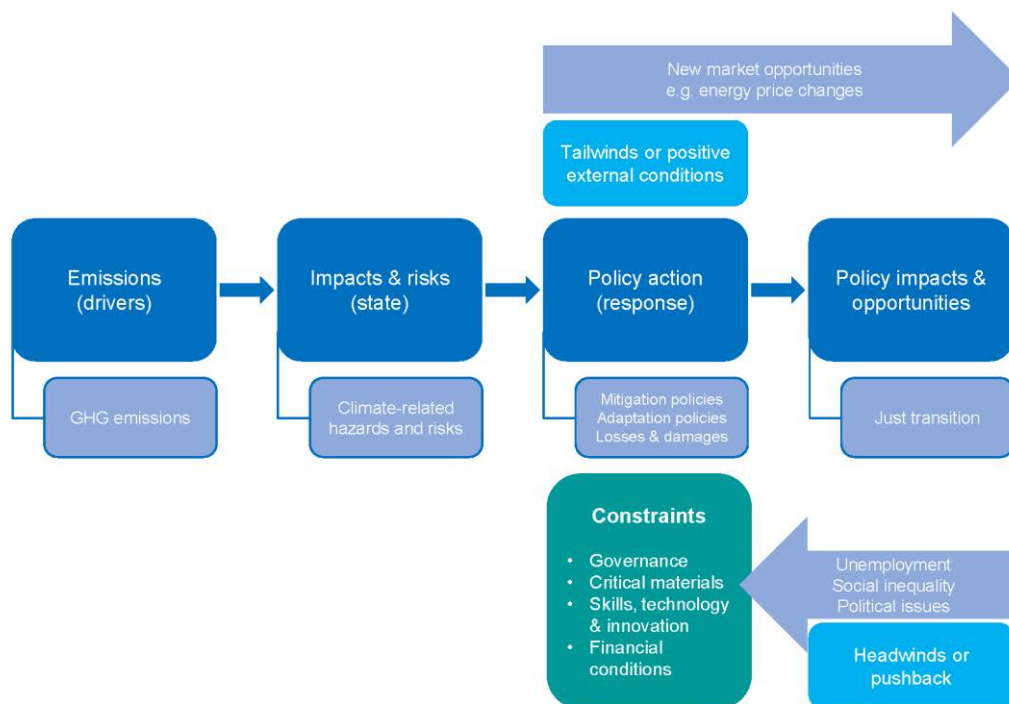 New market opportunities
e.g. energy price changes
Tailwinds or positive
external conditions
Emissions
(drivers)
Impacts & risks
(state)
Policy action
(response)
Policy impacts &
opportunities
GHG emissions
Climate-related
hazards and risks
Mitigation policies
Adaptation policies
Losses & damages
Just transition
Constraints
• Governance
• Critical materials
• Skills, technology
& innovation
• Financial
conditions
Unemployment
Social inequality
Political issues
Headwinds or
pushback